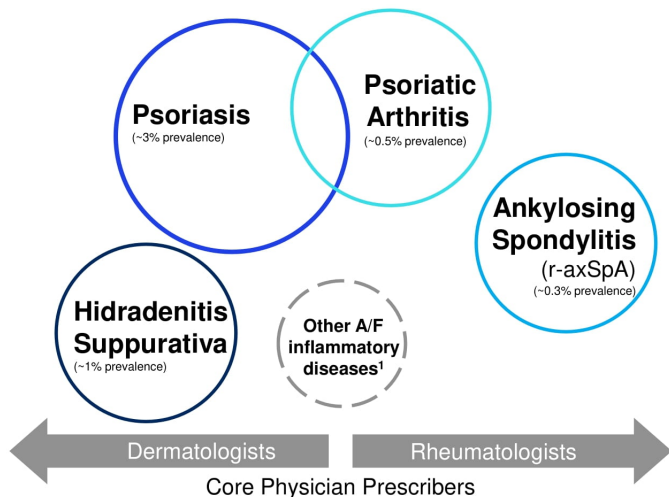 Psoriasis
(~3% prevalence)
Psoriatic
Arthritis
(~0.5% prevalence)
Ankylosing
Spondylitis
(r-axSpA)
(~0.3% prevalence)
Hidradenitis
Suppurativa
(~1% prevalence)
Other A/F
inflammatory
diseases¹
Dermatologists
Rheumatologists
Core Physician Prescribers